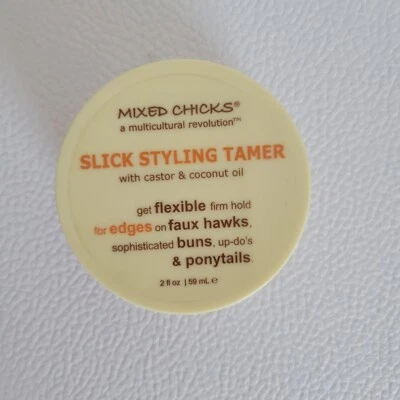 MIXED CHICKS®
a multicultural revolution™
SLICK STYLING TAMER
with castor & coconut oil
get flexible firm hold
for edges on faux hawks,
sophisticated buns, up-do's
& ponytails.
2 fl oz | 59 mL ℮